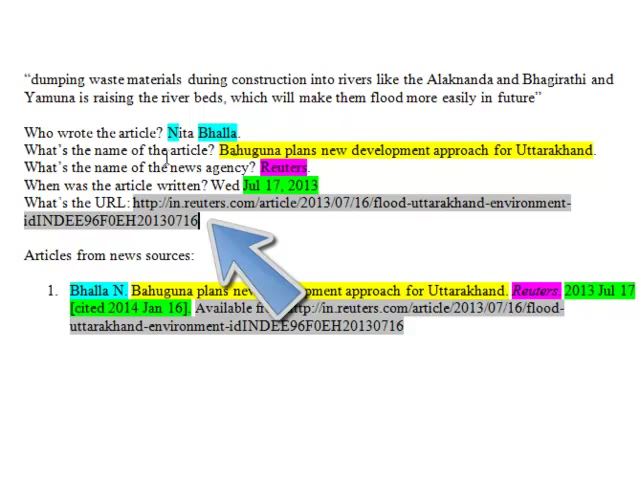 “dumping waste materials during construction into rivers like the Alaknanda and Bhagirathi and
Yamuna is raising the river beds, which will make them flood more easily in future”
Who wrote the article? Nita Bhalla.
What’s the name of the article? Bahuguna plans new development approach for Uttarakhand.
What’s the name of the news agency? Reuters.
When was the article written? Wed Jul 17, 2013
What’s the URL: http://in.reuters.com/article/2013/07/16/flood-uttarakhand-environment-
idINDEE96F0EH20130716
Articles from news sources:
1. Bhalla N. Bahuguna plans approach for Uttarakhand. Reuters. 2013 Jul 17
[cited 2014 Jan 16]. Available http://in.reuters.com/article/2013/07/16/flood-
uttarakhand-environment-idINDEE96F0EH20130716